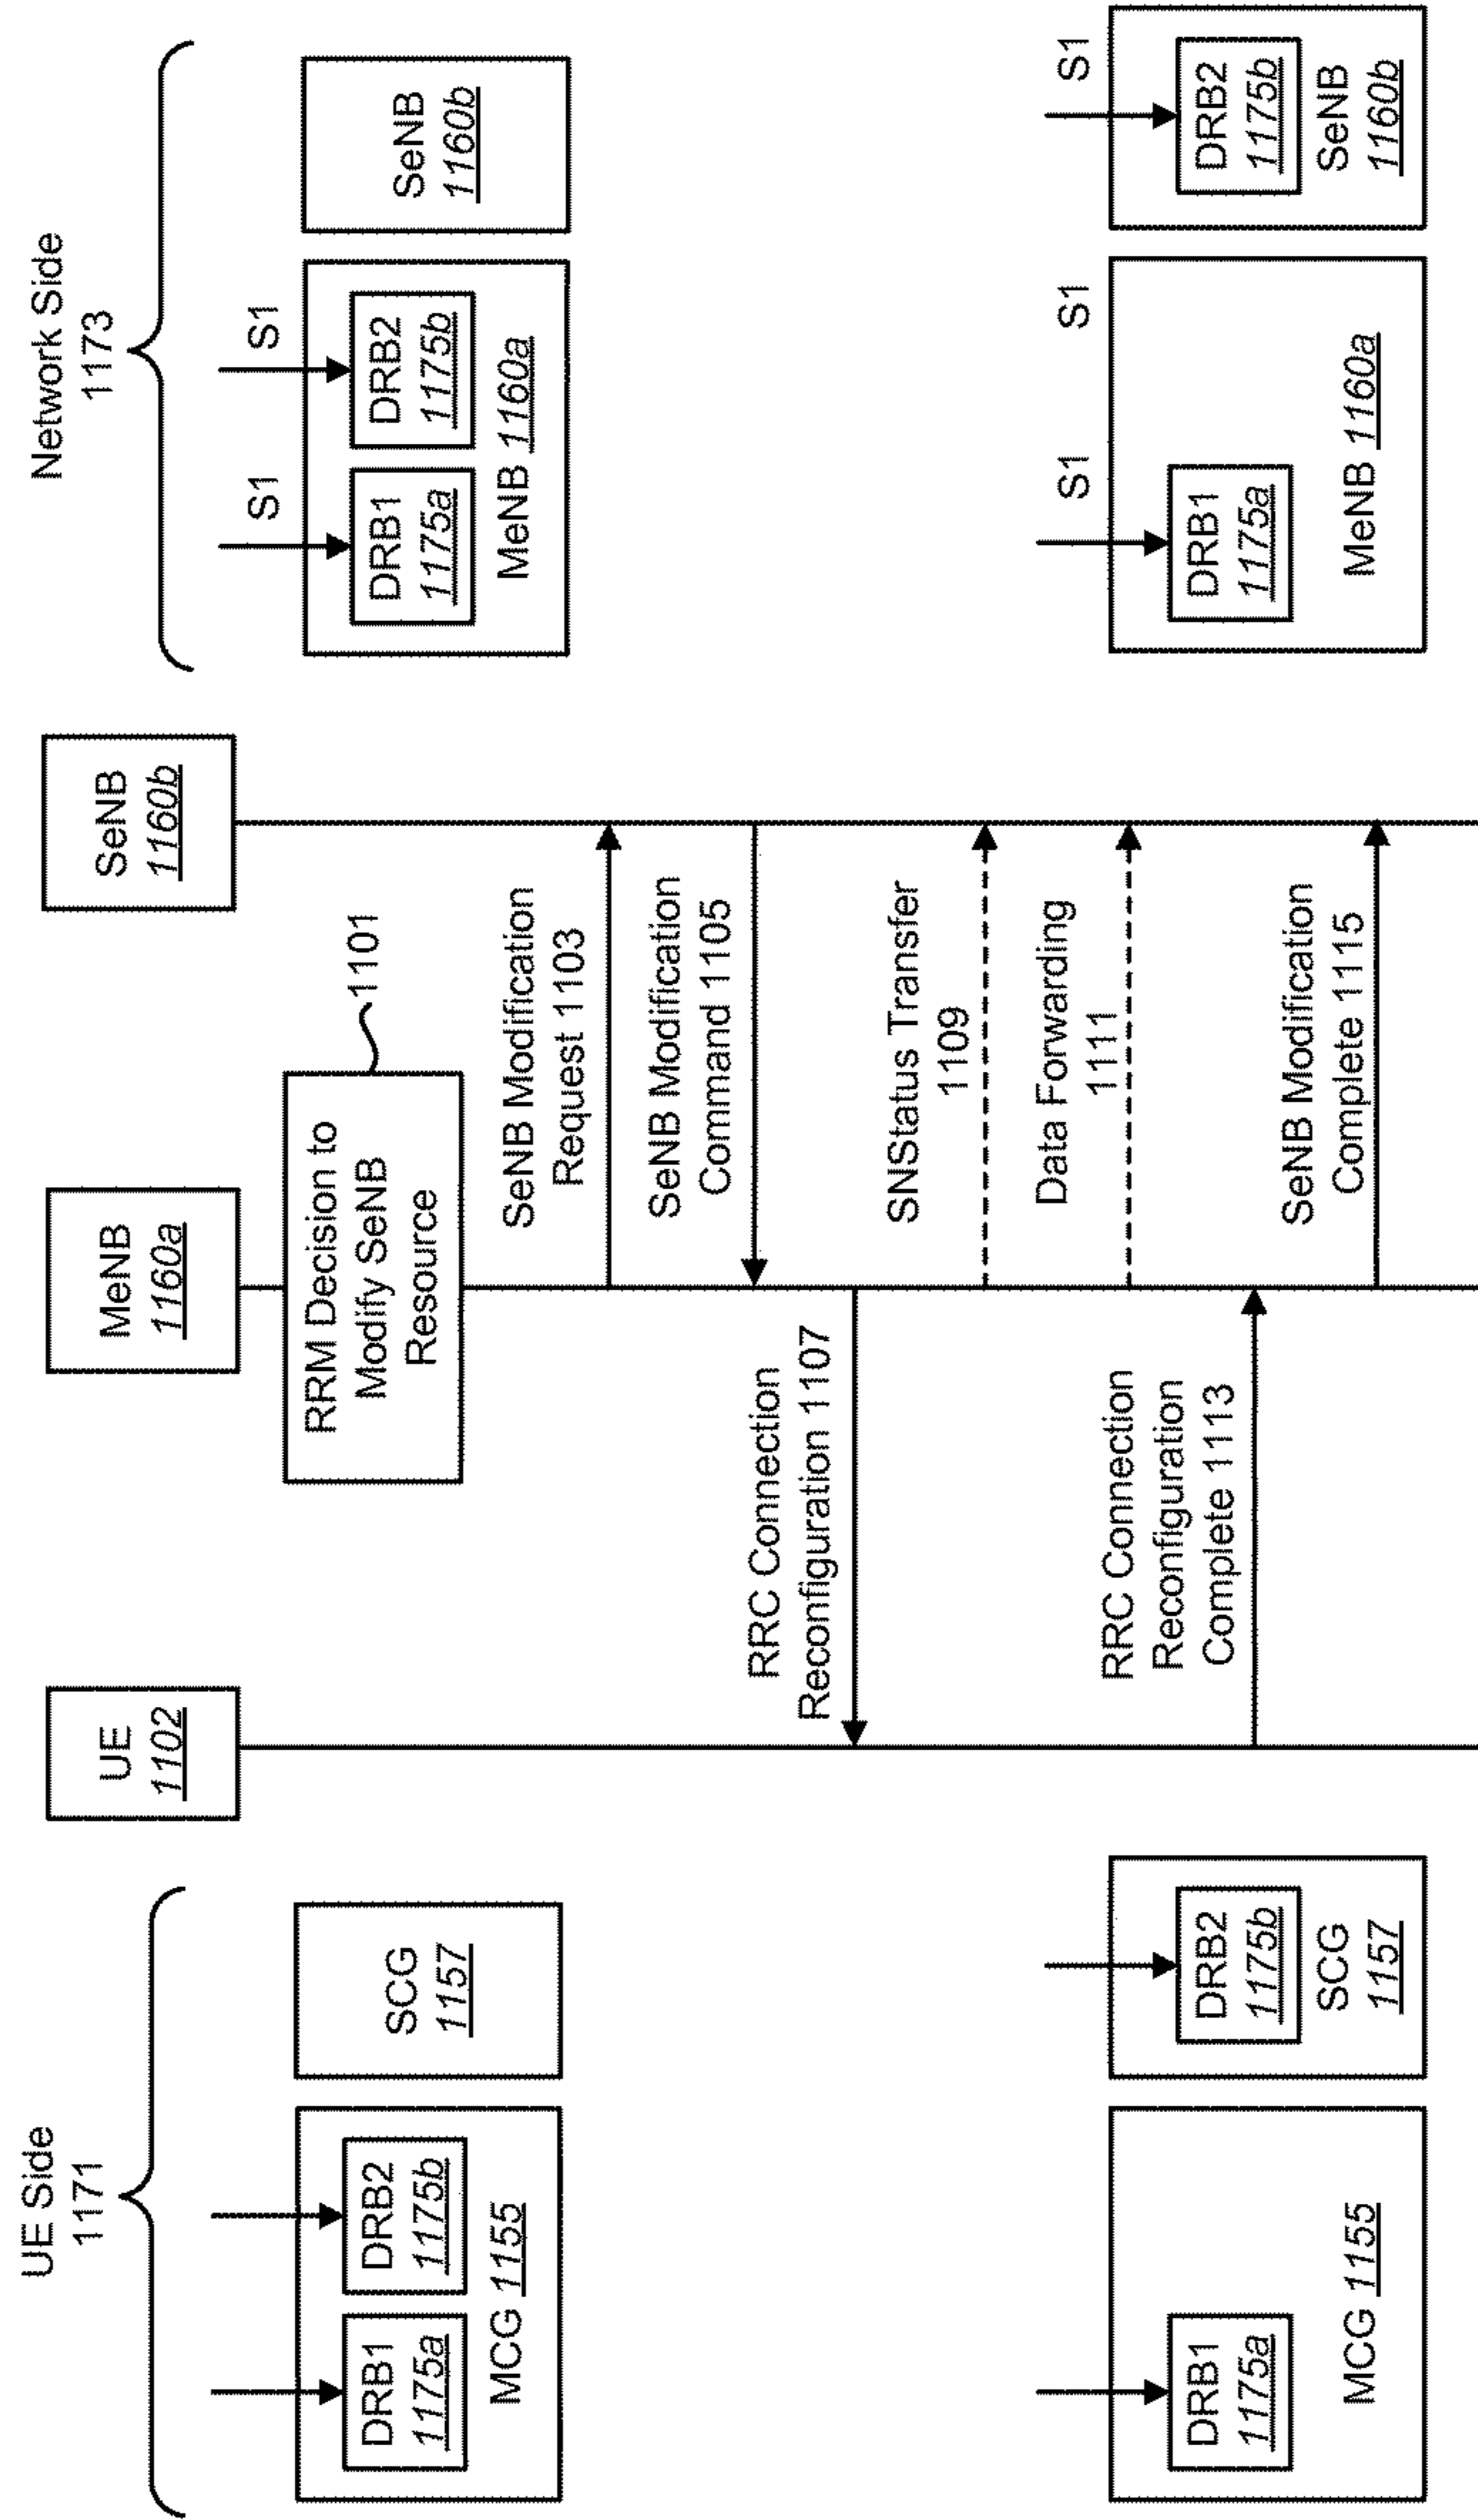 UE Side
1171
DRB1
1175a
DRB2
1175b
MCG 1155
SCG
1157
DRB1
1175a
MCG 1155
DRB2
1175b
SCG
1157
UE
1102
MeNB
1160a
SeNB
1160b
RRM Decision to
Modify SeNB
Resource
1101
SeNB Modification
Request 1103
SeNB Modification
Command 1105
RRC Connection
Reconfiguration 1107
SNStatus Transfer
1109
Data Forwarding
1111
RRC Connection
Reconfiguration
Complete 1113
SeNB Modification
Complete 1115
Network Side
1173
S1
S1
DRB1
1175a
DRB2
1175b
MeNB 1160a
SeNB
1160b
S1
S1
S1
DRB1
1175a
MeNB 1160a
DRB2
1175b
SeNB
1160b